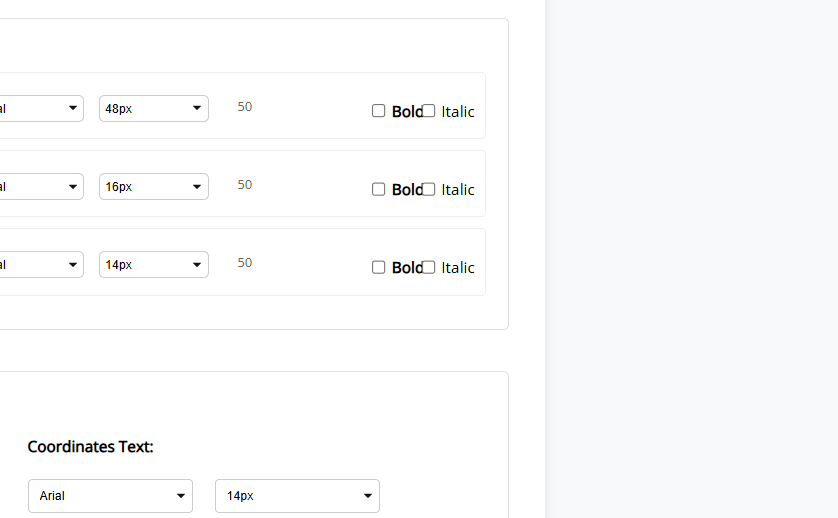 al 48px 50 Bold Italic
al 16px 50 Bold Italic
al 14px 50 Bold Italic
Coordinates Text:
Arial 14px